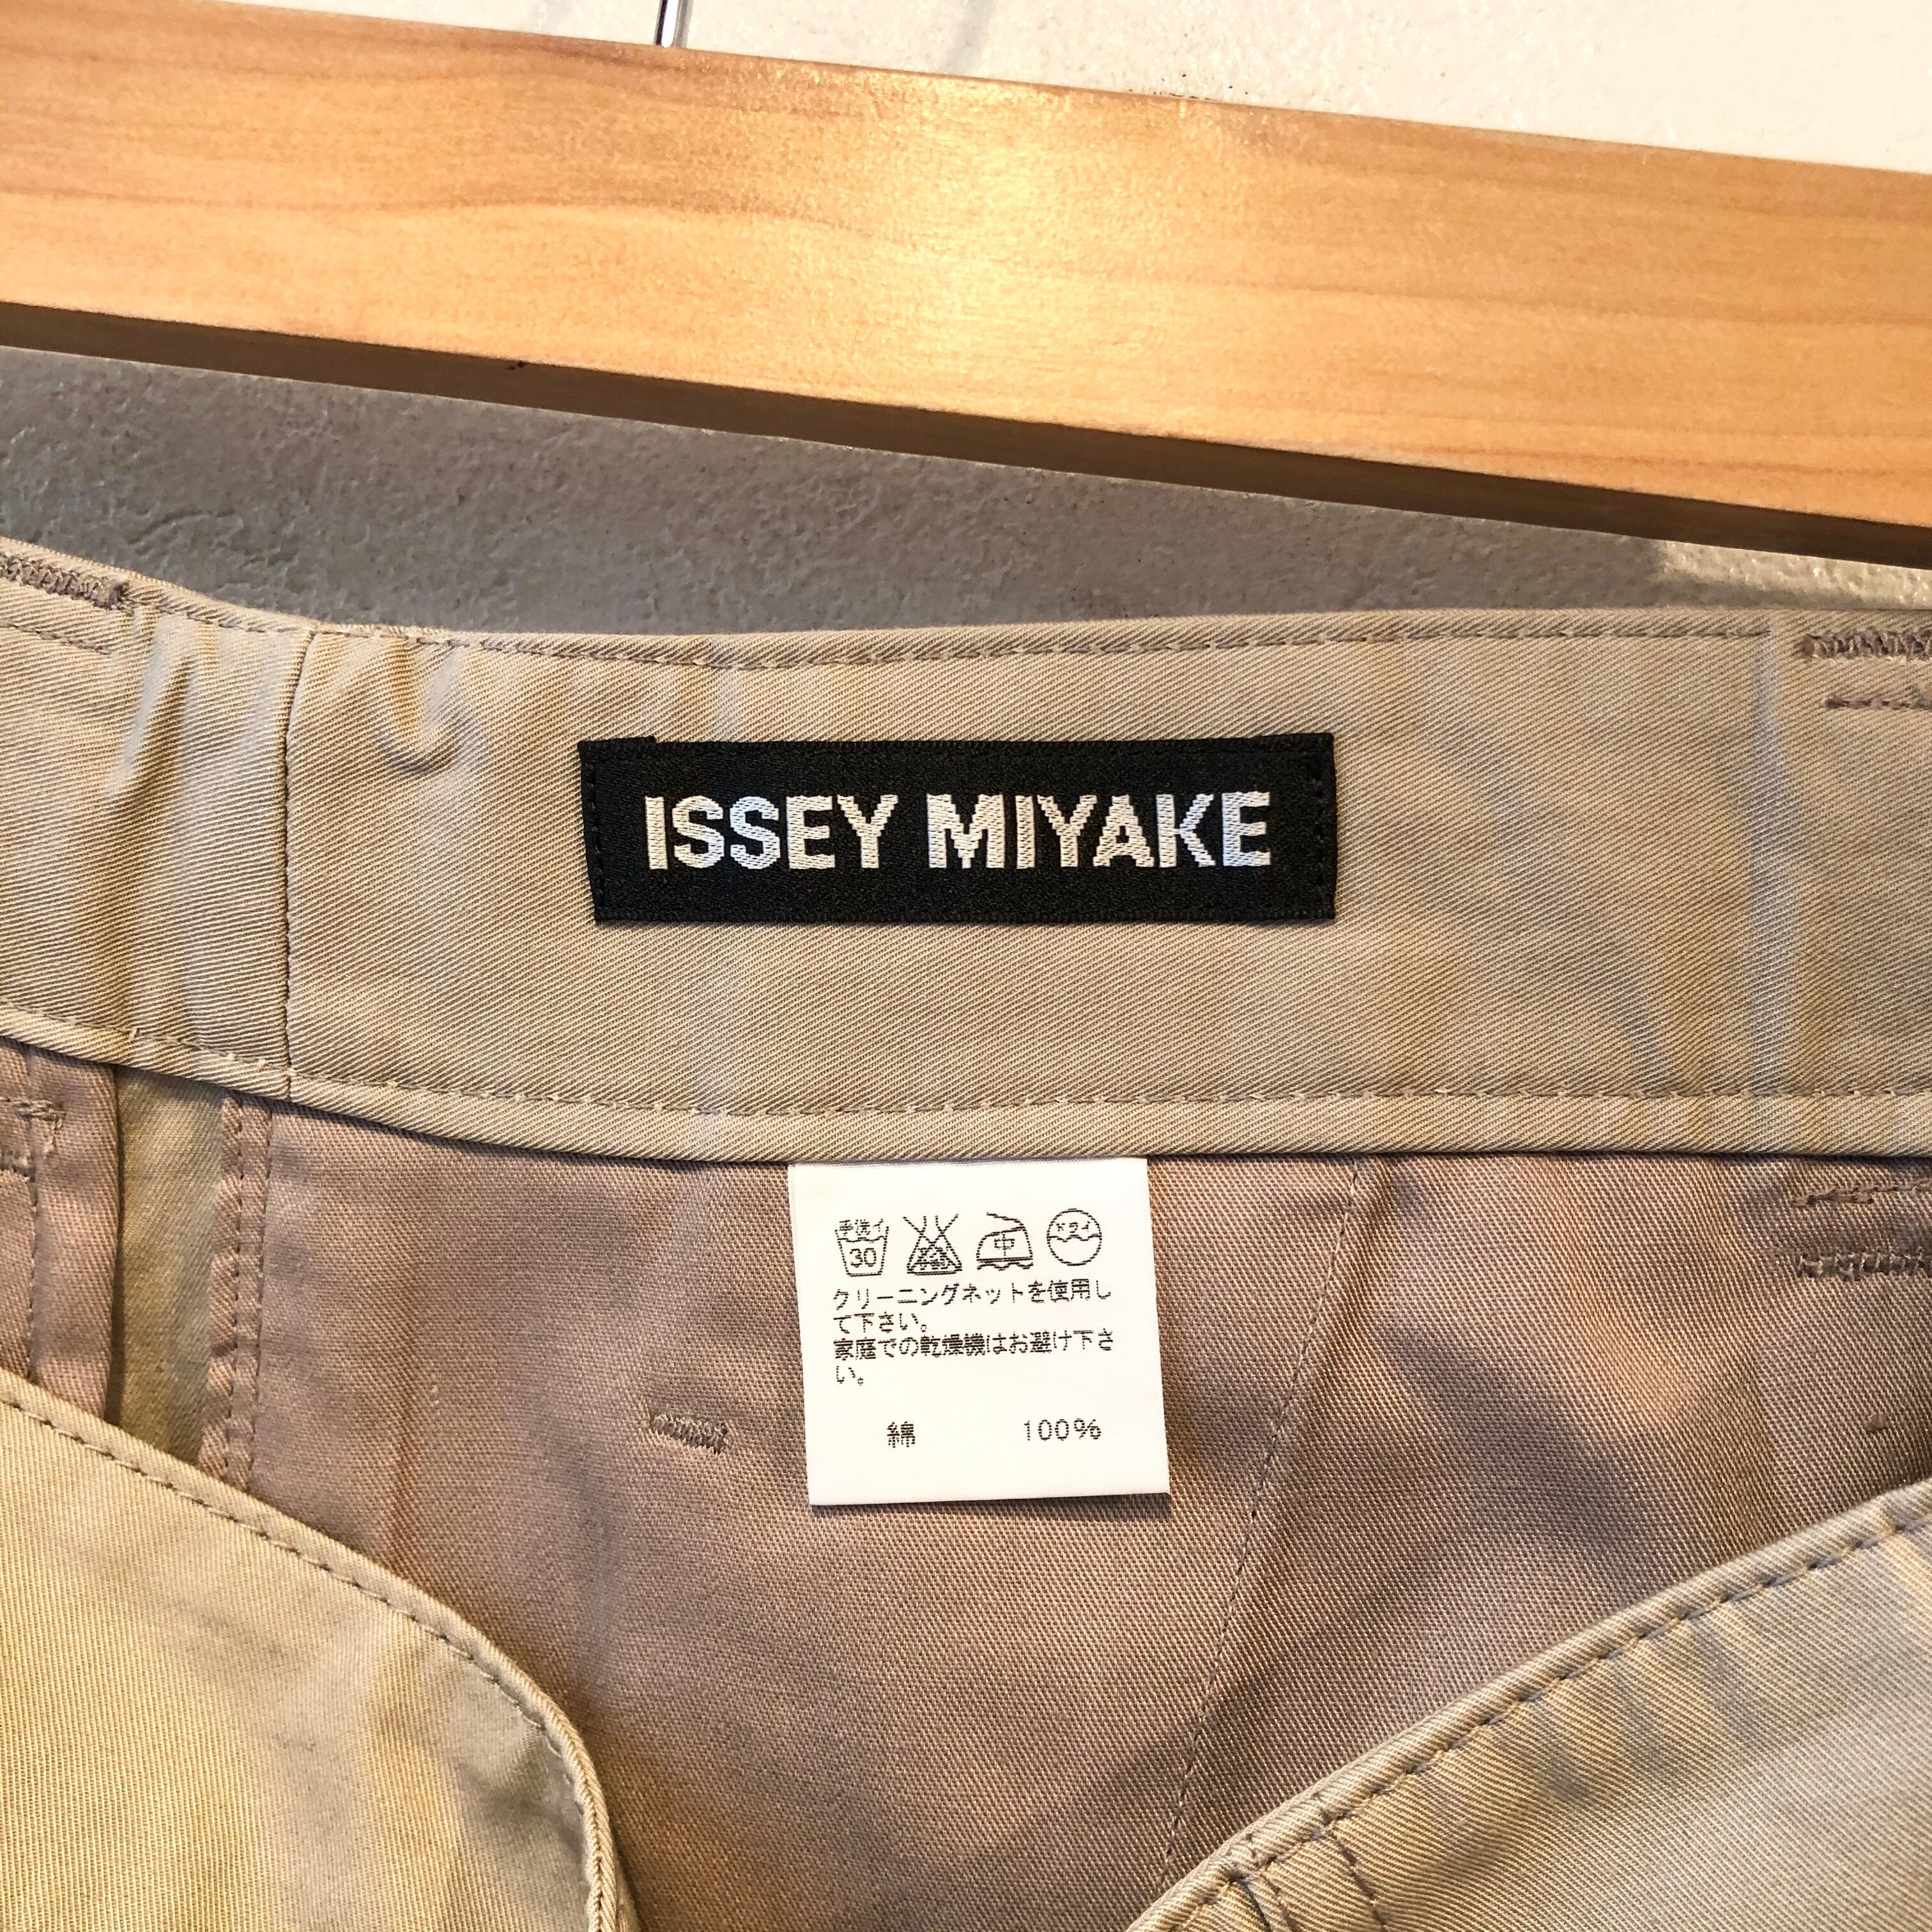 ISSEY MIYAKE
手洗イ 中 ドライ
30
クリーニングネットを使用し
て下さい。
家庭での乾燥機はお避け下さ
い。
綿 100%